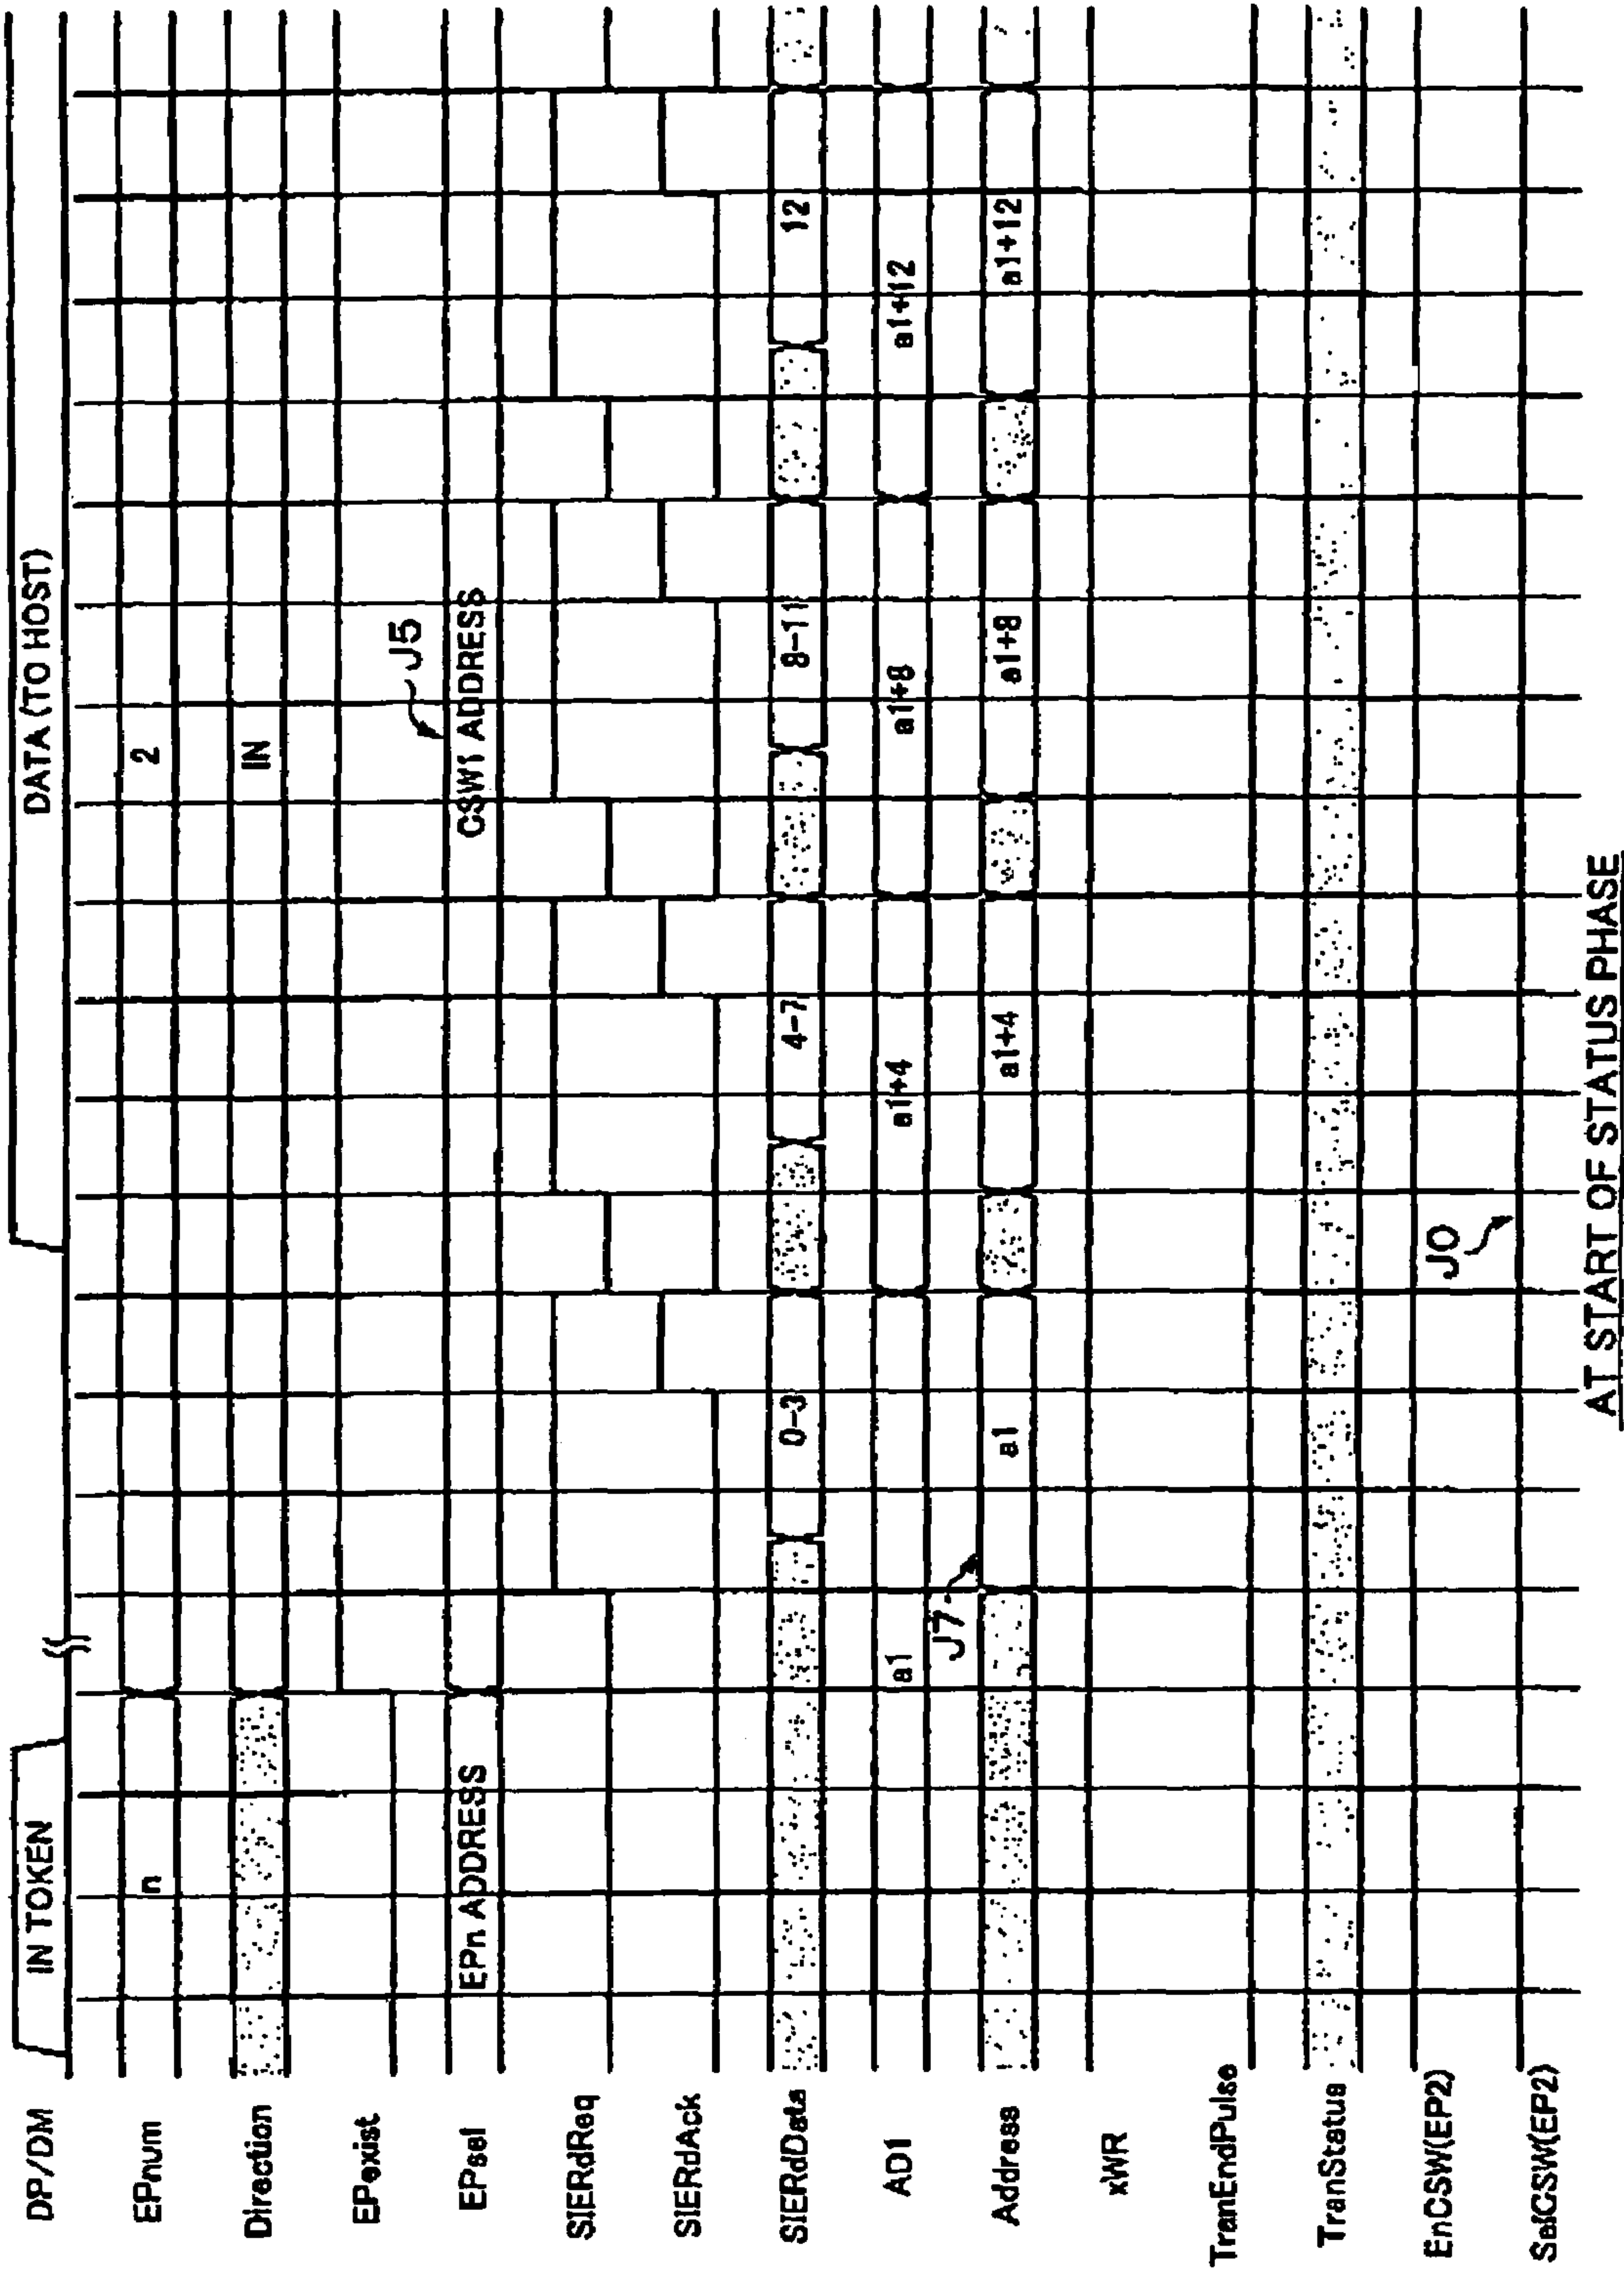 DP/DM IN TOKEN DATA (TO HOST)
EPnum n 2
Direction IN
EPexist
J5
EPsel EPn ADDRESS CSW1 ADDRESS
SIERdReq
SIERdAck
SIERdData 0-3 4-7 8-11 12
AD1 a1 a1+4 a1+8 a1+12
J7
Address a1 a1+4 a1+8 a1+12
xWR
TranEndPulse
TranStatus
EnCSW(EP2)
J0
SelCSW(EP2)
AT START OF STATUS PHASE